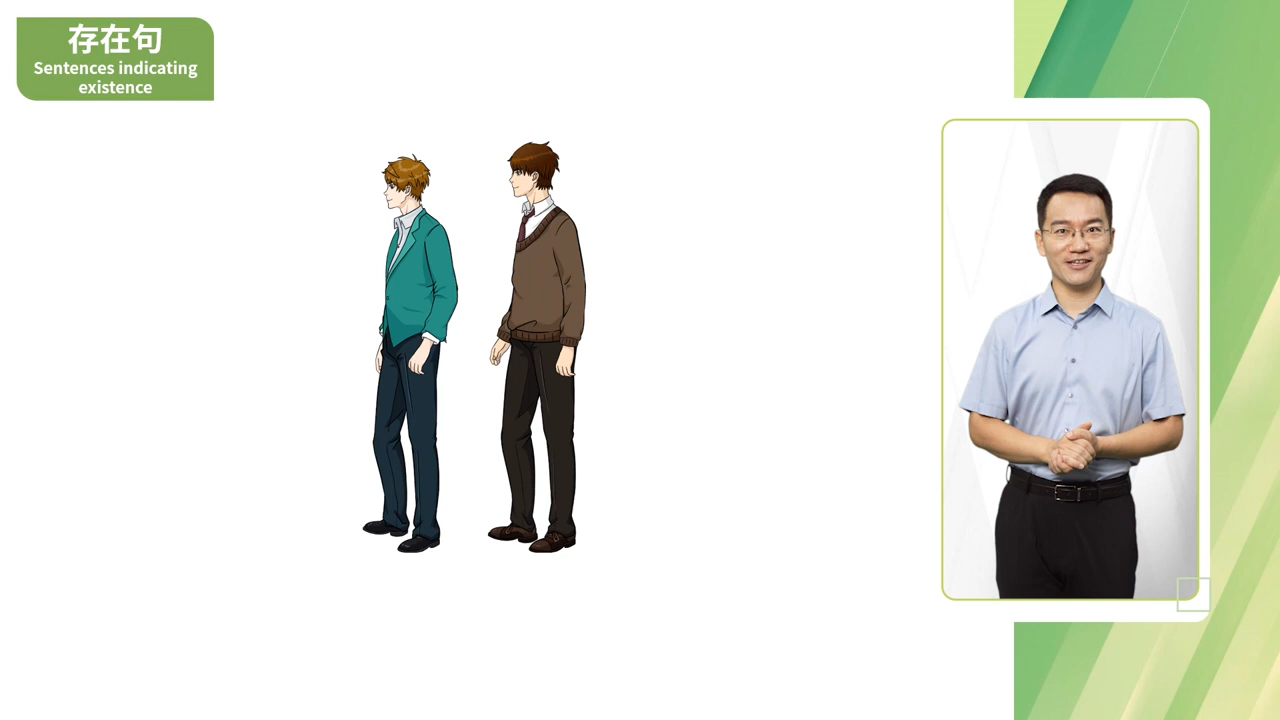 存在句
Sentences indicating
existence